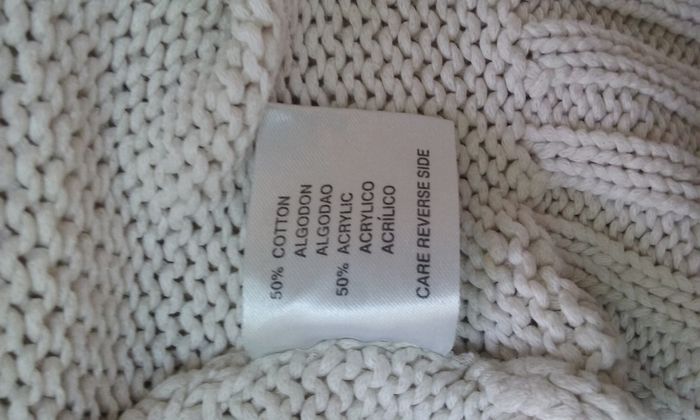 50% COTTON
ALGODON
ALGODAO
50% ACRYLIC
ACRYLICO
ACRÍLICO
CARE REVERSE SIDE